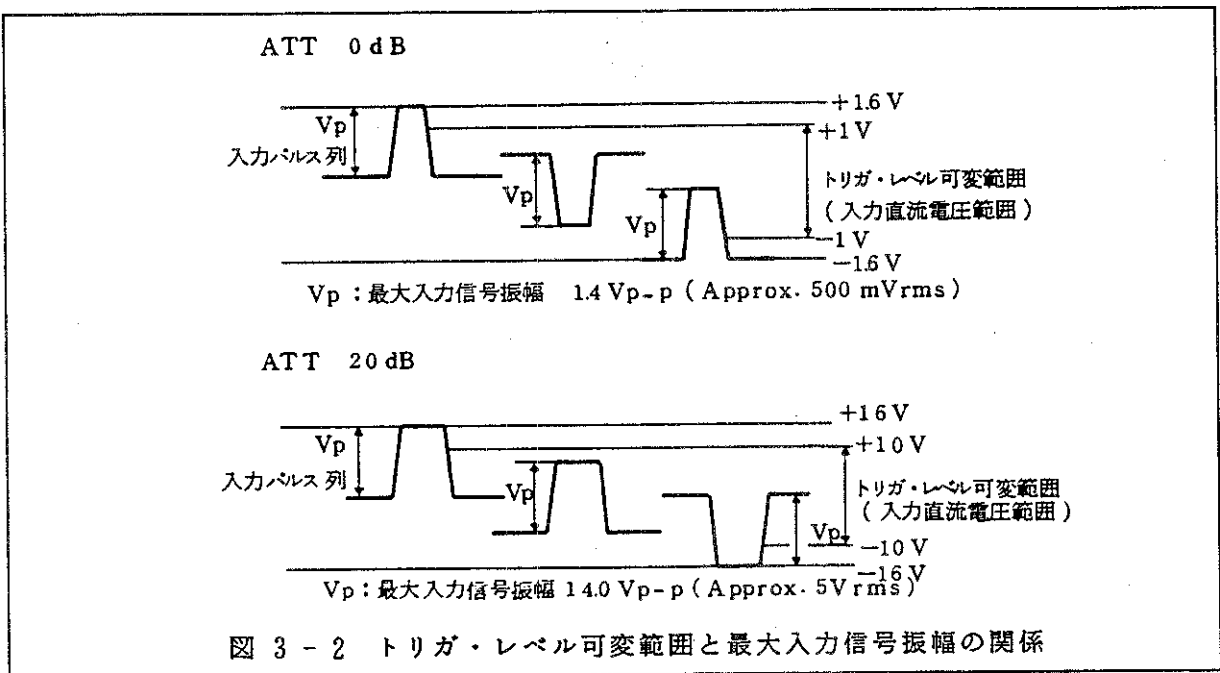 ATT 0dB
+1.6V
Vp
+1V
入力パルス列
Vp
トリガ・レベル可変範囲
(入力直流電圧範囲)
Vp
-1V
-1.6V
Vp:最大入力信号振幅 1.4Vp-p(Approx. 500mVrms)
ATT 20dB
+16V
Vp
+10V
入力パルス列
Vp
トリガ・レベル可変範囲
(入力直流電圧範囲)
Vp
-10V
-16V
Vp:最大入力信号振幅 14.0Vp-p(Approx. 5Vrms)
図 3-2 トリガ・レベル可変範囲と最大入力信号振幅の関係